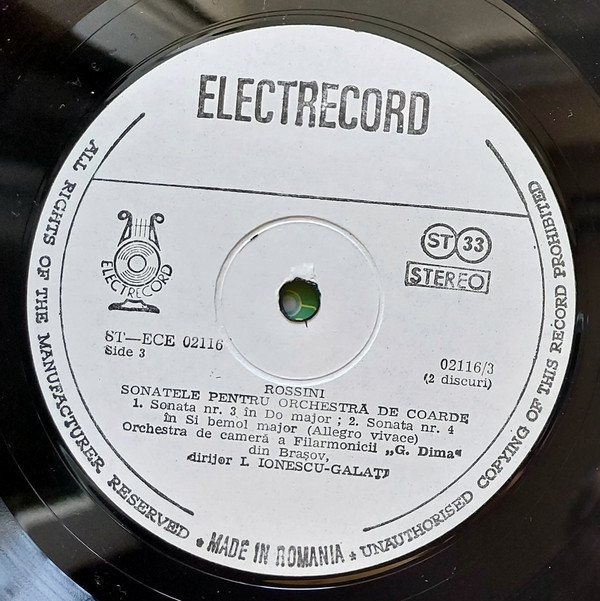 ELECTRECORD
ALL RIGHTS OF THE MANUFACTURER RESERVED
ELECTRECORD
ST 33
STEREO
ST—ECE 02116
Side 3
02116/3
(2 discuri)
ROSSINI
SONATELE PENTRU ORCHESTRĂ DE COARDE
1. Sonata nr. 3 în Do major ; 2. Sonata nr. 4
în Si bemol major (Allegro vivace)
Orchestra de cameră a Filarmonicii „G. Dima“
din Brașov,
dirijor I. IONESCU-GALAȚI
* MADE IN ROMANIA *
UNAUTHORISED COPYING OF THIS RECORD PROHIBITED